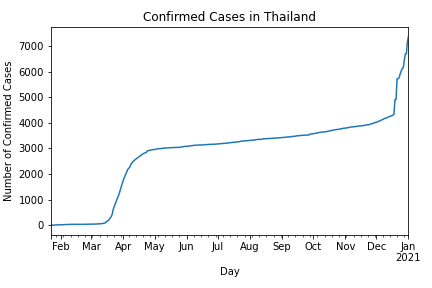 Confirmed Cases in Thailand
Number of Confirmed Cases
7000
6000
5000
4000
3000
2000
1000
0
Feb Mar Apr May Jun Jul Aug Sep Oct Nov Dec Jan
2021
Day